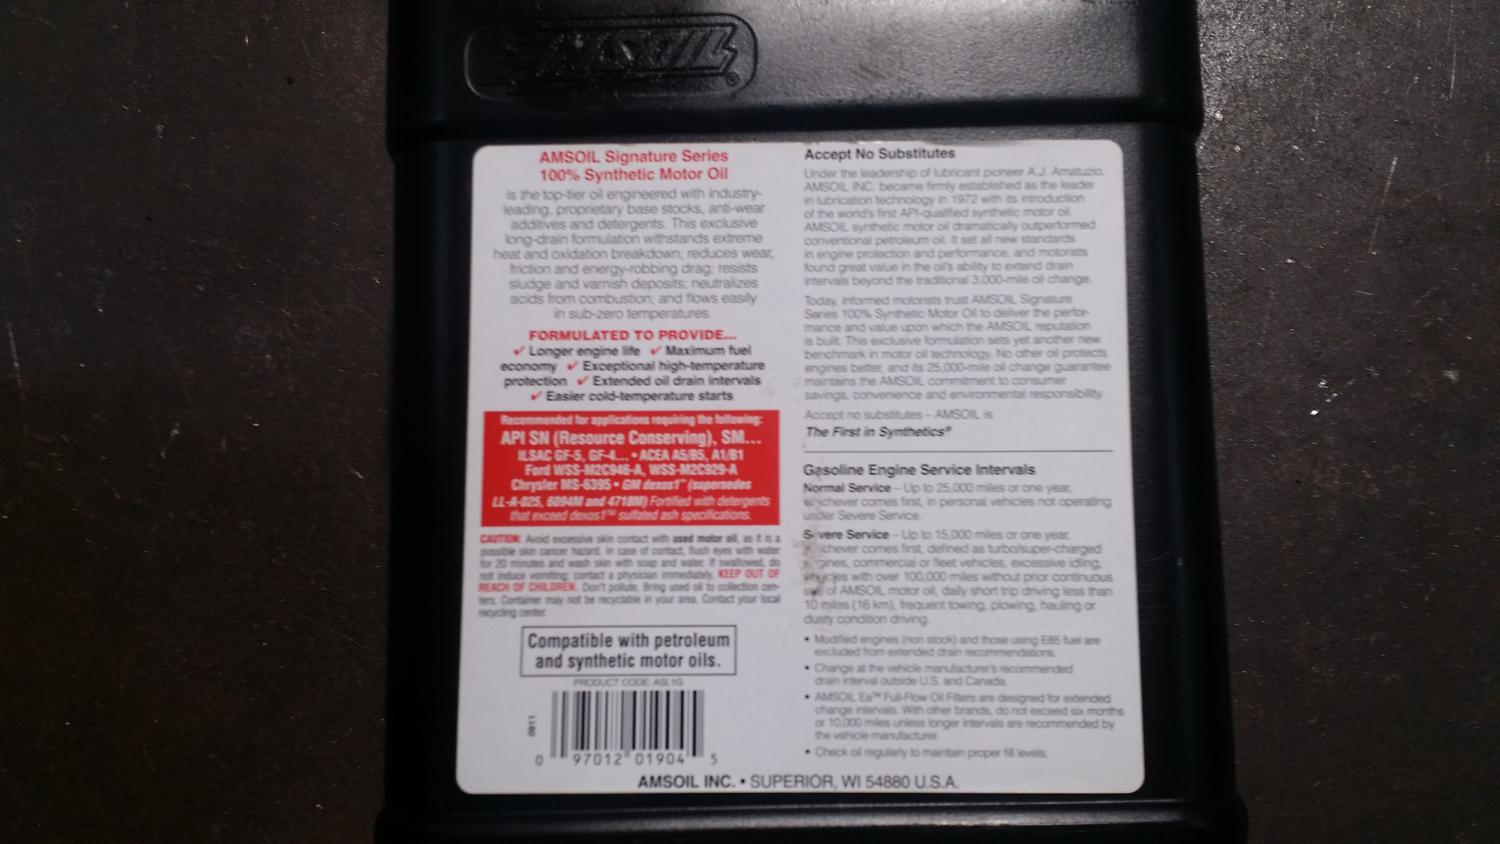 AMSOIL®
AMSOIL Signature Series
100% Synthetic Motor Oil
is the top-tier oil engineered with industry-
leading, proprietary base stocks, anti-wear
additives and detergents. This exclusive
long-drain formulation withstands extreme
heat and oxidation breakdown; reduces wear,
friction and energy-robbing drag; resists
sludge and varnish deposits; neutralizes
acids from combustion; and flows easily
in sub-zero temperatures.
FORMULATED TO PROVIDE...
✓ Longer engine life ✓ Maximum fuel
economy ✓ Exceptional high-temperature
protection ✓ Extended oil drain intervals
✓ Easier cold-temperature starts
Recommended for applications requiring the following:
API SN (Resource Conserving), SM...
ILSAC GF-5, GF-4... • ACEA A5/B5, A1/B1
Ford WSS-M2C946-A, WSS-M2C929-A
Chrysler MS-6395 • GM dexos1™ (supersedes
LL-A-025, 6094M and 4718M) Fortified with detergents
that exceed dexos1™ sulfated ash specifications.
CAUTION: Avoid excessive skin contact with used motor oil, as it is a
possible skin cancer hazard. In case of contact, flush eyes with water
for 20 minutes and wash skin with soap and water. If swallowed, do
not induce vomiting; contact a physician immediately. KEEP OUT OF
REACH OF CHILDREN. Don't pollute. Bring used oil to collection cen-
ters. Container may not be recyclable in your area. Contact your local
recycling center.
Compatible with petroleum
and synthetic motor oils.
PRODUCT CODE: ASL1G
0911
0 97012 01904 5
Accept No Substitutes
Under the leadership of lubricant pioneer A.J. Amatuzio,
AMSOIL INC. became firmly established as the leader
in lubrication technology in 1972 with its introduction
of the world's first API-qualified synthetic motor oil.
AMSOIL synthetic motor oil dramatically outperformed
conventional petroleum oil. It set all new standards
in engine protection and performance, and motorists
found great value in the oil's ability to extend drain
intervals beyond the traditional 3,000-mile oil change.
Today, informed motorists trust AMSOIL Signature
Series 100% Synthetic Motor Oil to deliver the perfor-
mance and value upon which the AMSOIL reputation
is built. This exclusive formulation sets yet another new
benchmark in motor oil technology. No other oil protects
engines better, and its 25,000-mile oil change guarantee
maintains the AMSOIL commitment to consumer
savings, convenience and environmental responsibility.
Accept no substitutes – AMSOIL is
The First in Synthetics®
Gasoline Engine Service Intervals
Normal Service – Up to 25,000 miles or one year,
whichever comes first, in personal vehicles not operating
under Severe Service.
Severe Service – Up to 15,000 miles or one year,
whichever comes first, defined as turbo/super-charged
engines, commercial or fleet vehicles, excessive idling,
vehicles with over 100,000 miles without prior continuous
use of AMSOIL motor oil, daily short trip driving less than
10 miles (16 km), frequent towing, plowing, hauling or
dusty condition driving.
• Modified engines (non stock) and those using E85 fuel are
excluded from extended drain recommendations.
• Change at the vehicle manufacturer's recommended
drain interval outside U.S. and Canada.
• AMSOIL Ea™ Full-Flow Oil Filters are designed for extended
change intervals. With other brands, do not exceed six months
or 10,000 miles unless longer intervals are recommended by
the vehicle manufacturer.
• Check oil regularly to maintain proper fill levels.
AMSOIL INC. • SUPERIOR, WI 54880 U.S.A.